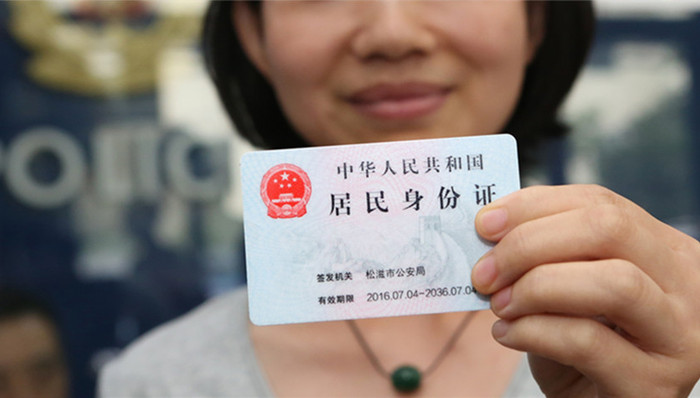 中华人民共和国
居民身份证
签发机关 松滋市公安局
有效期限 2016.07.04-2036.07.04